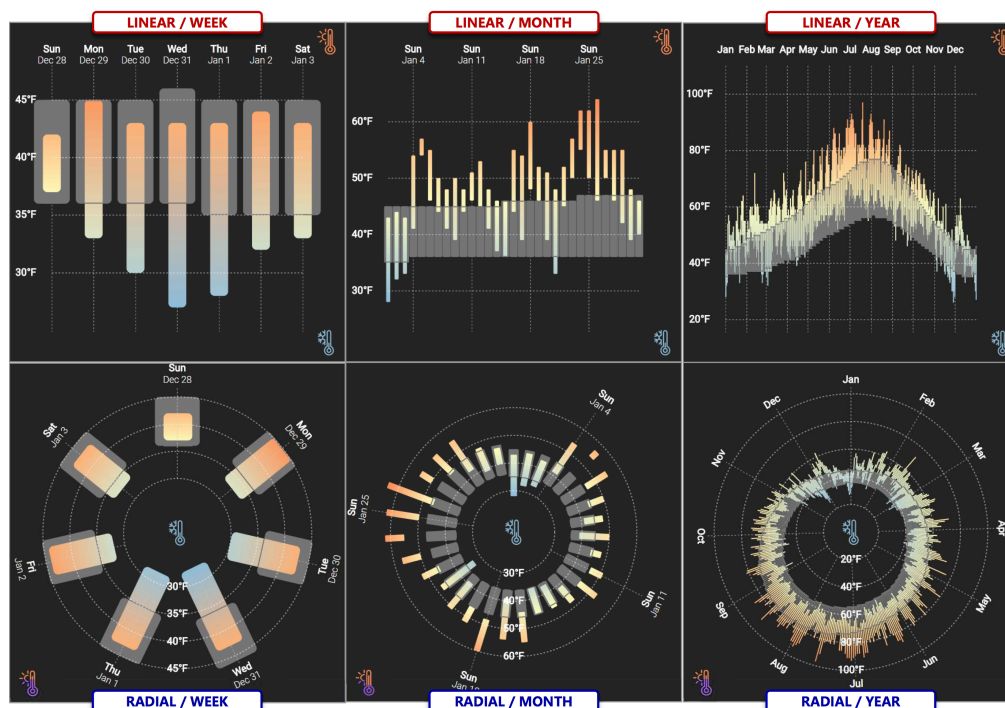 LINEAR / WEEK
LINEAR / MONTH
LINEAR / YEAR
Sun Mon Tue Wed Thu Fri Sat
Dec 28 Dec 29 Dec 30 Dec 31 Jan 1 Jan 2 Jan 3
45°F
40°F
35°F
30°F
Sun Sun Sun Sun
Jan 4 Jan 11 Jan 18 Jan 25
60°F
50°F
40°F
30°F
Jan Feb Mar Apr May Jun Jul Aug Sep Oct Nov Dec
100°F
80°F
60°F
40°F
20°F
Sun
Dec 28
Mon
Dec 29
Tue
Dec 30
Wed
Dec 31
Thu
Jan 1
Fri
Jan 2
Sat
Jan 3
30°F
35°F
40°F
45°F
Sun
Jan 4
Sun
Jan 11
Sun
Sun
Jan 25
30°F
40°F
50°F
60°F
Jan
Feb
Mar
Apr
May
Jun
Jul
Aug
Sep
Oct
Nov
Dec
20°F
40°F
60°F
80°F
100°F
RADIAL / WEEK
RADIAL / MONTH
RADIAL / YEAR